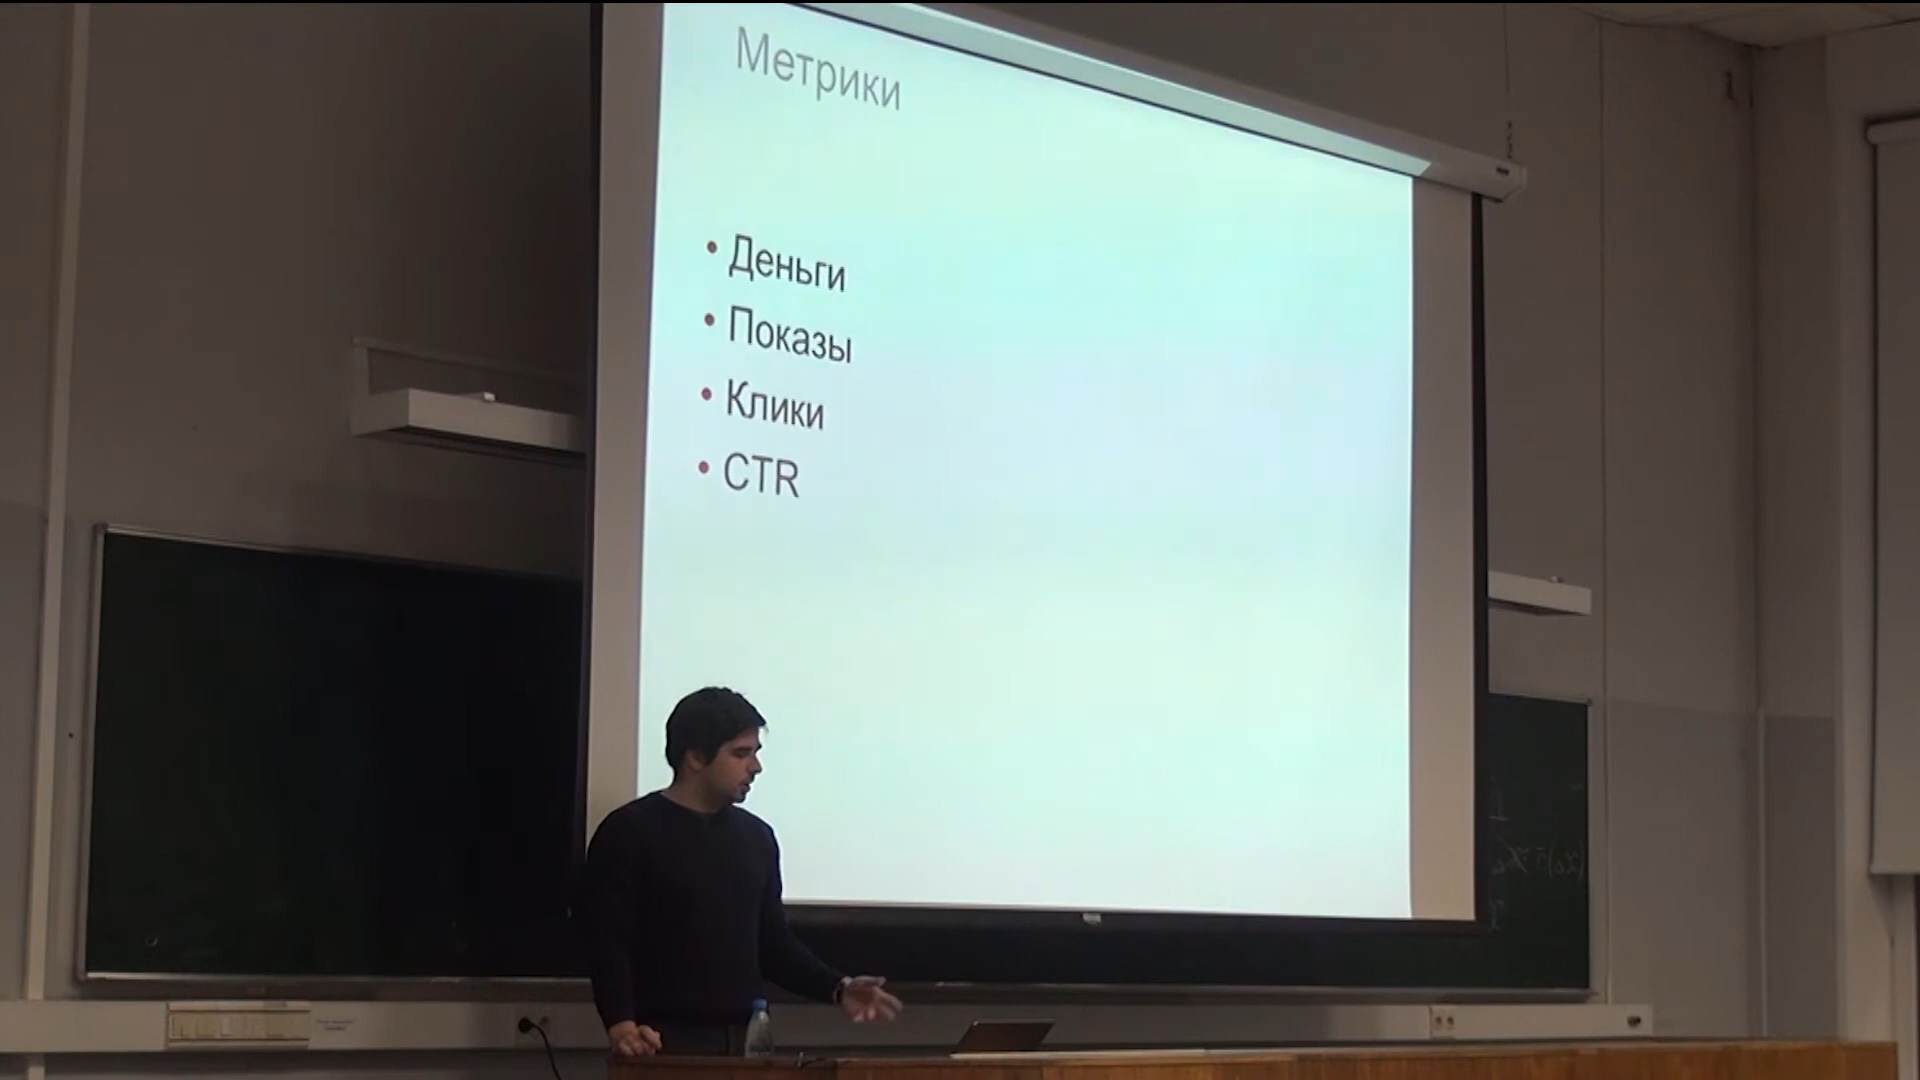 Метрики
• Деньги
• Показы
• Клики
• CTR